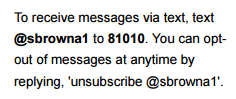 To receive messages via text, text
@sbrowna1 to 81010. You can opt-
out of messages at anytime by
replying, 'unsubscribe @sbrowna1'.